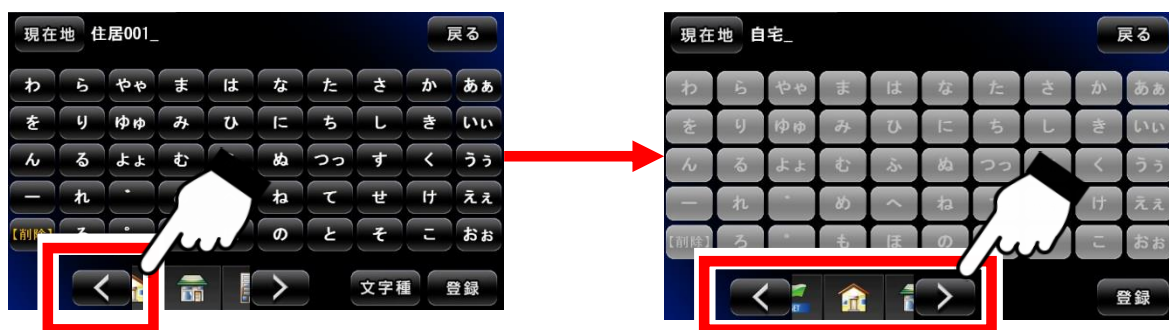 現在地 住居001_ 戻る
わ ら やゃ ま は な た さ か あぁ
を り ゆゅ み ひ に ち し き いぃ
ん る よょ む ぬ つっ す く うぅ
ー れ ゛ ね て せ け えぇ
【削除】 ろ ゜ の と そ こ おぉ
< > 文字種 登録
現在地 自宅_ 戻る
わ ら やゃ ま は な た さ か あぁ
を り ゆゅ み ひ に ち し き いぃ
ん る よょ む ふ ぬ つっ く うぅ
ー れ ゛ め へ ね け えぇ
【削除】 ろ ゜ も ほ の こ おぉ
< > 登録